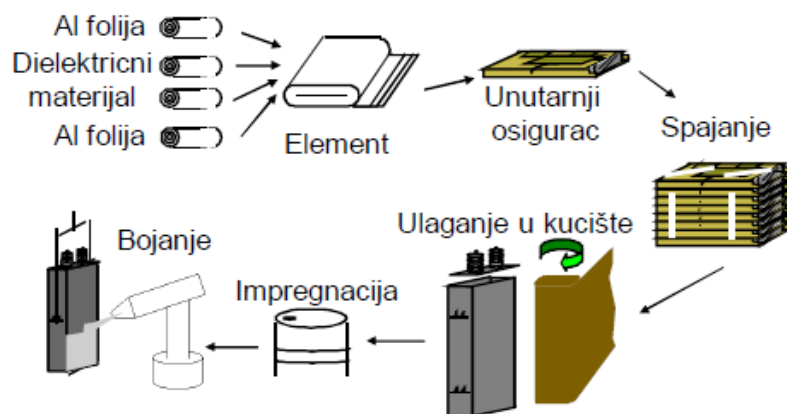 Al folija
Dielektricni
materijal
Al folija
Element
Unutarnji
osigurac
Spajanje
Ulaganje u kucište
Impregnacija
Bojanje